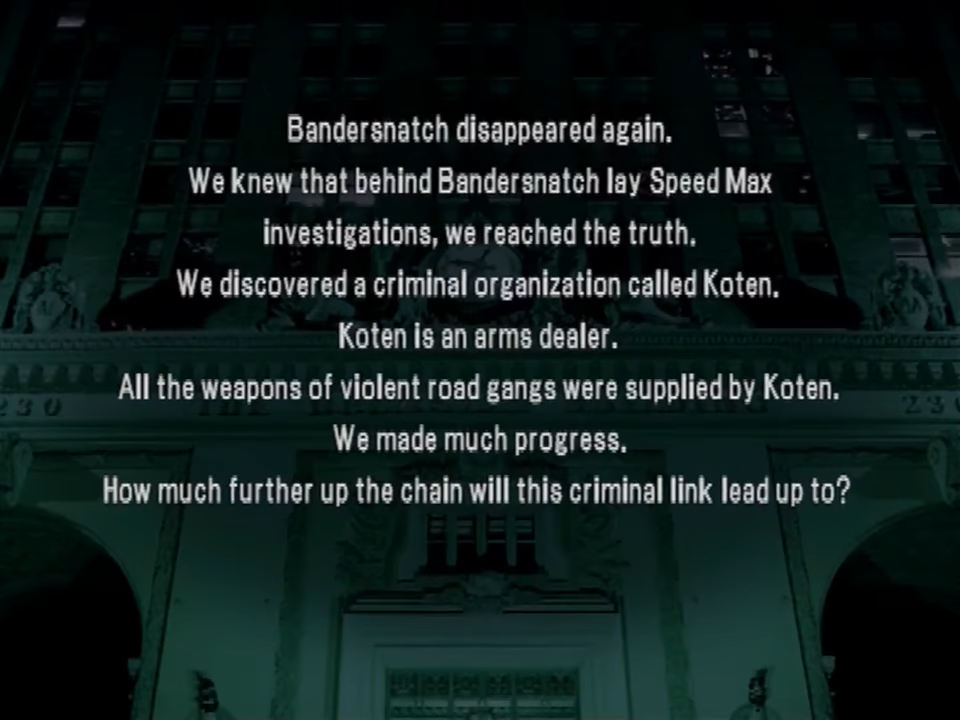 Bandersnatch disappeared again.
We knew that behind Bandersnatch lay Speed Max
investigations, we reached the truth.
We discovered a criminal organization called Koten.
Koten is an arms dealer.
All the weapons of violent road gangs were supplied by Koten.
230
We made much progress.
How much further up the chain will this criminal link lead up to?